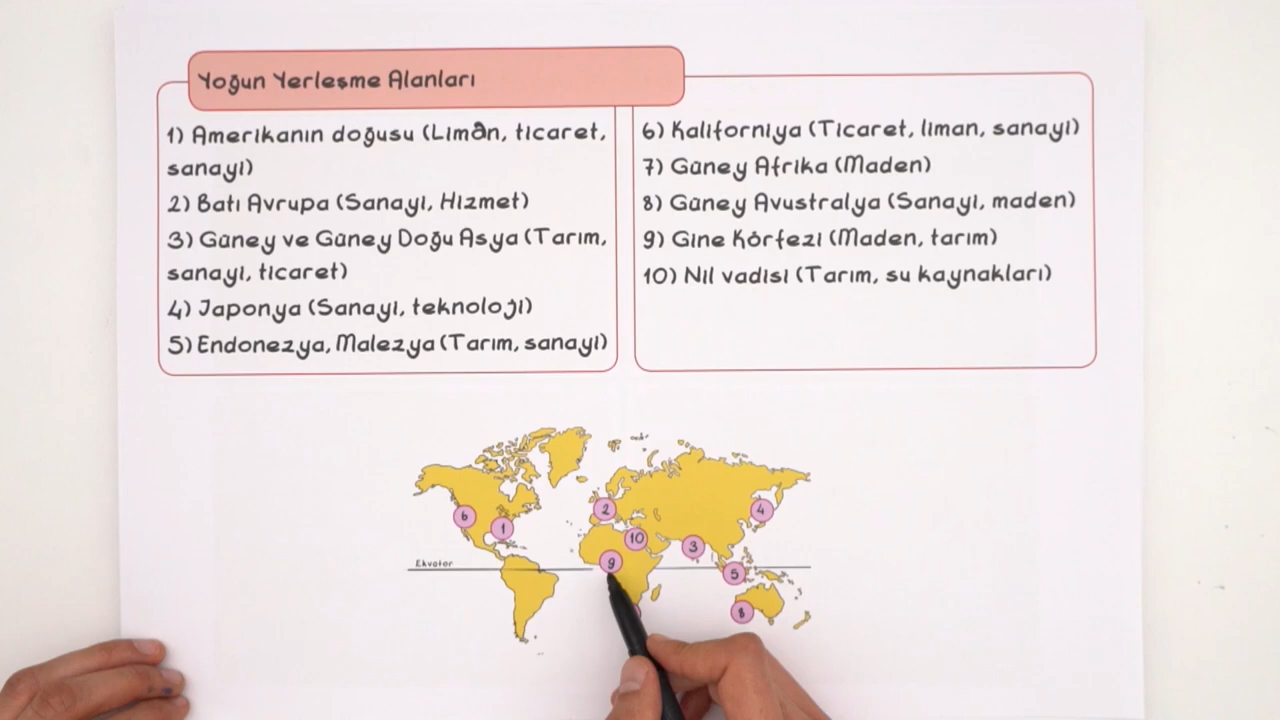 Yoğun Yerleşme Alanları
1) Amerikanın doğusu (Liman, ticaret,
sanayi)
2) Batı Avrupa (Sanayi, Hizmet)
3) Güney ve Güney Doğu Asya (Tarım,
sanayi, ticaret)
4) Japonya (Sanayi, teknoloji)
5) Endonezya, Malezya (Tarım, sanayi)
6) Kaliforniya (Ticaret, liman, sanayi)
7) Güney Afrika (Maden)
8) Güney Avustralya (Sanayi, maden)
9) Gine Körfezi (Maden, tarım)
10) Nil vadisi (Tarım, su kaynakları)
6
1
2
10
4
3
9
Ekvator
5
8